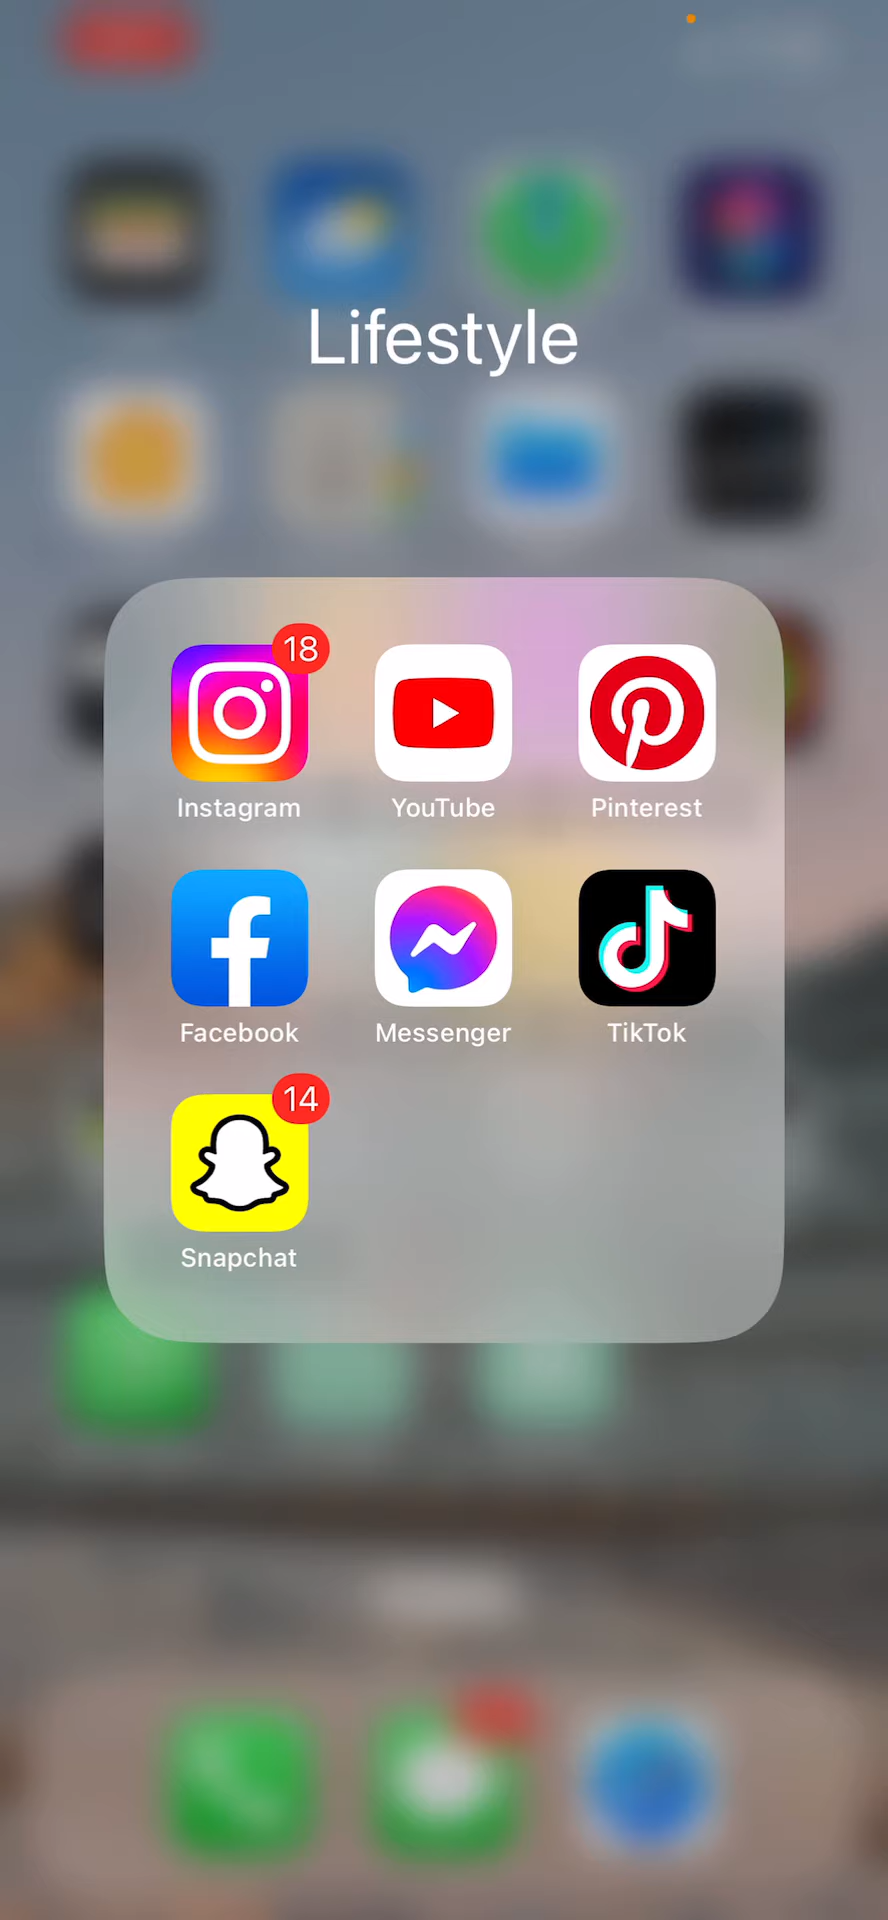 Lifestyle
18
Instagram YouTube Pinterest
Facebook Messenger TikTok
14
Snapchat